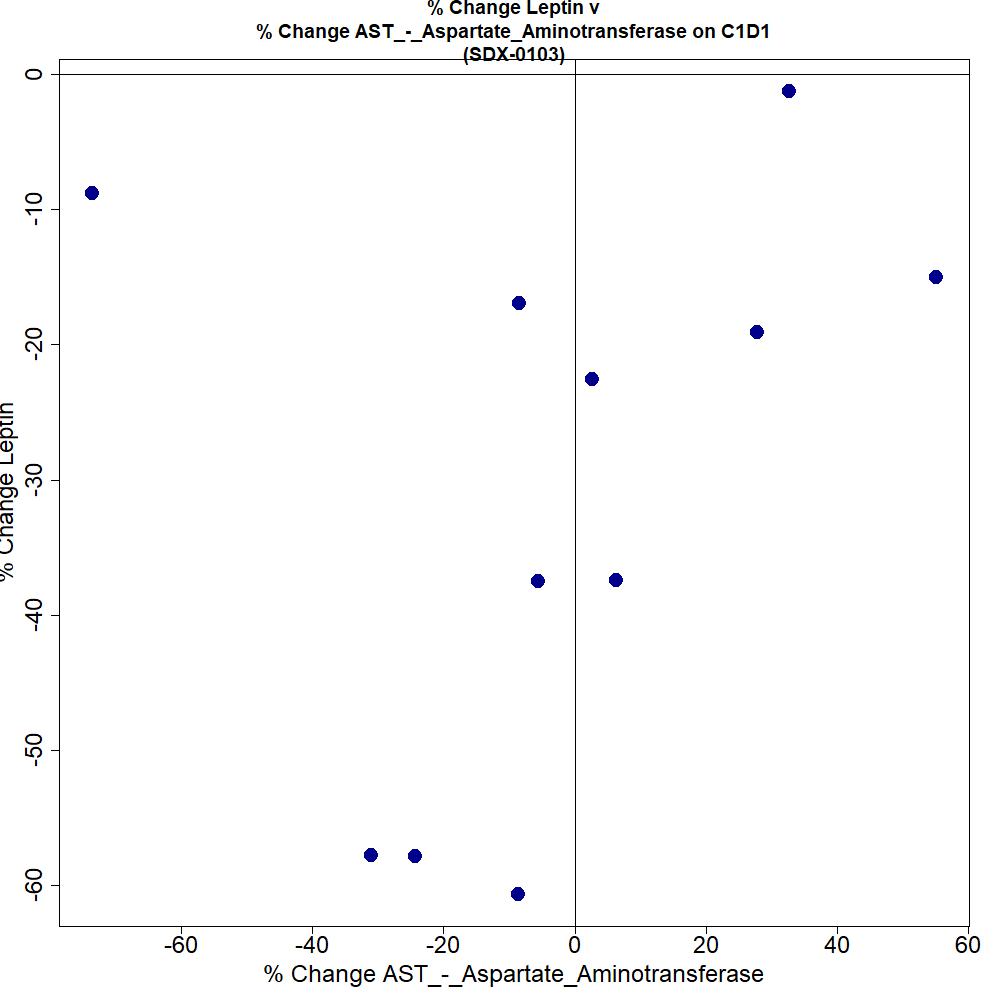 % Change Leptin v
% Change AST_-_Aspartate_Aminotransferase on C1D1
(SDX-0103)
0
-10
-20
-30
-40
-50
-60
% Change Leptin
-60
-40
-20
0
20
40
60
% Change AST_-_Aspartate_Aminotransferase